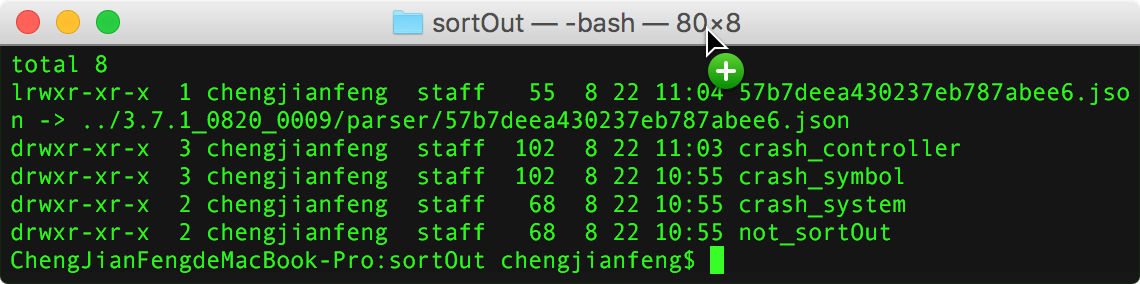 sortOut — -bash — 80×8
total 8
lrwxr-xr-x  1 chengjianfeng  staff   55  8 22 11:04 57b7deea430237eb787abee6.jso
n -> ../3.7.1_0820_0009/parser/57b7deea430237eb787abee6.json
drwxr-xr-x  3 chengjianfeng  staff  102  8 22 11:03 crash_controller
drwxr-xr-x  3 chengjianfeng  staff  102  8 22 10:55 crash_symbol
drwxr-xr-x  2 chengjianfeng  staff   68  8 22 10:55 crash_system
drwxr-xr-x  2 chengjianfeng  staff   68  8 22 10:55 not_sortOut
ChengJianFengdeMacBook-Pro:sortOut chengjianfeng$